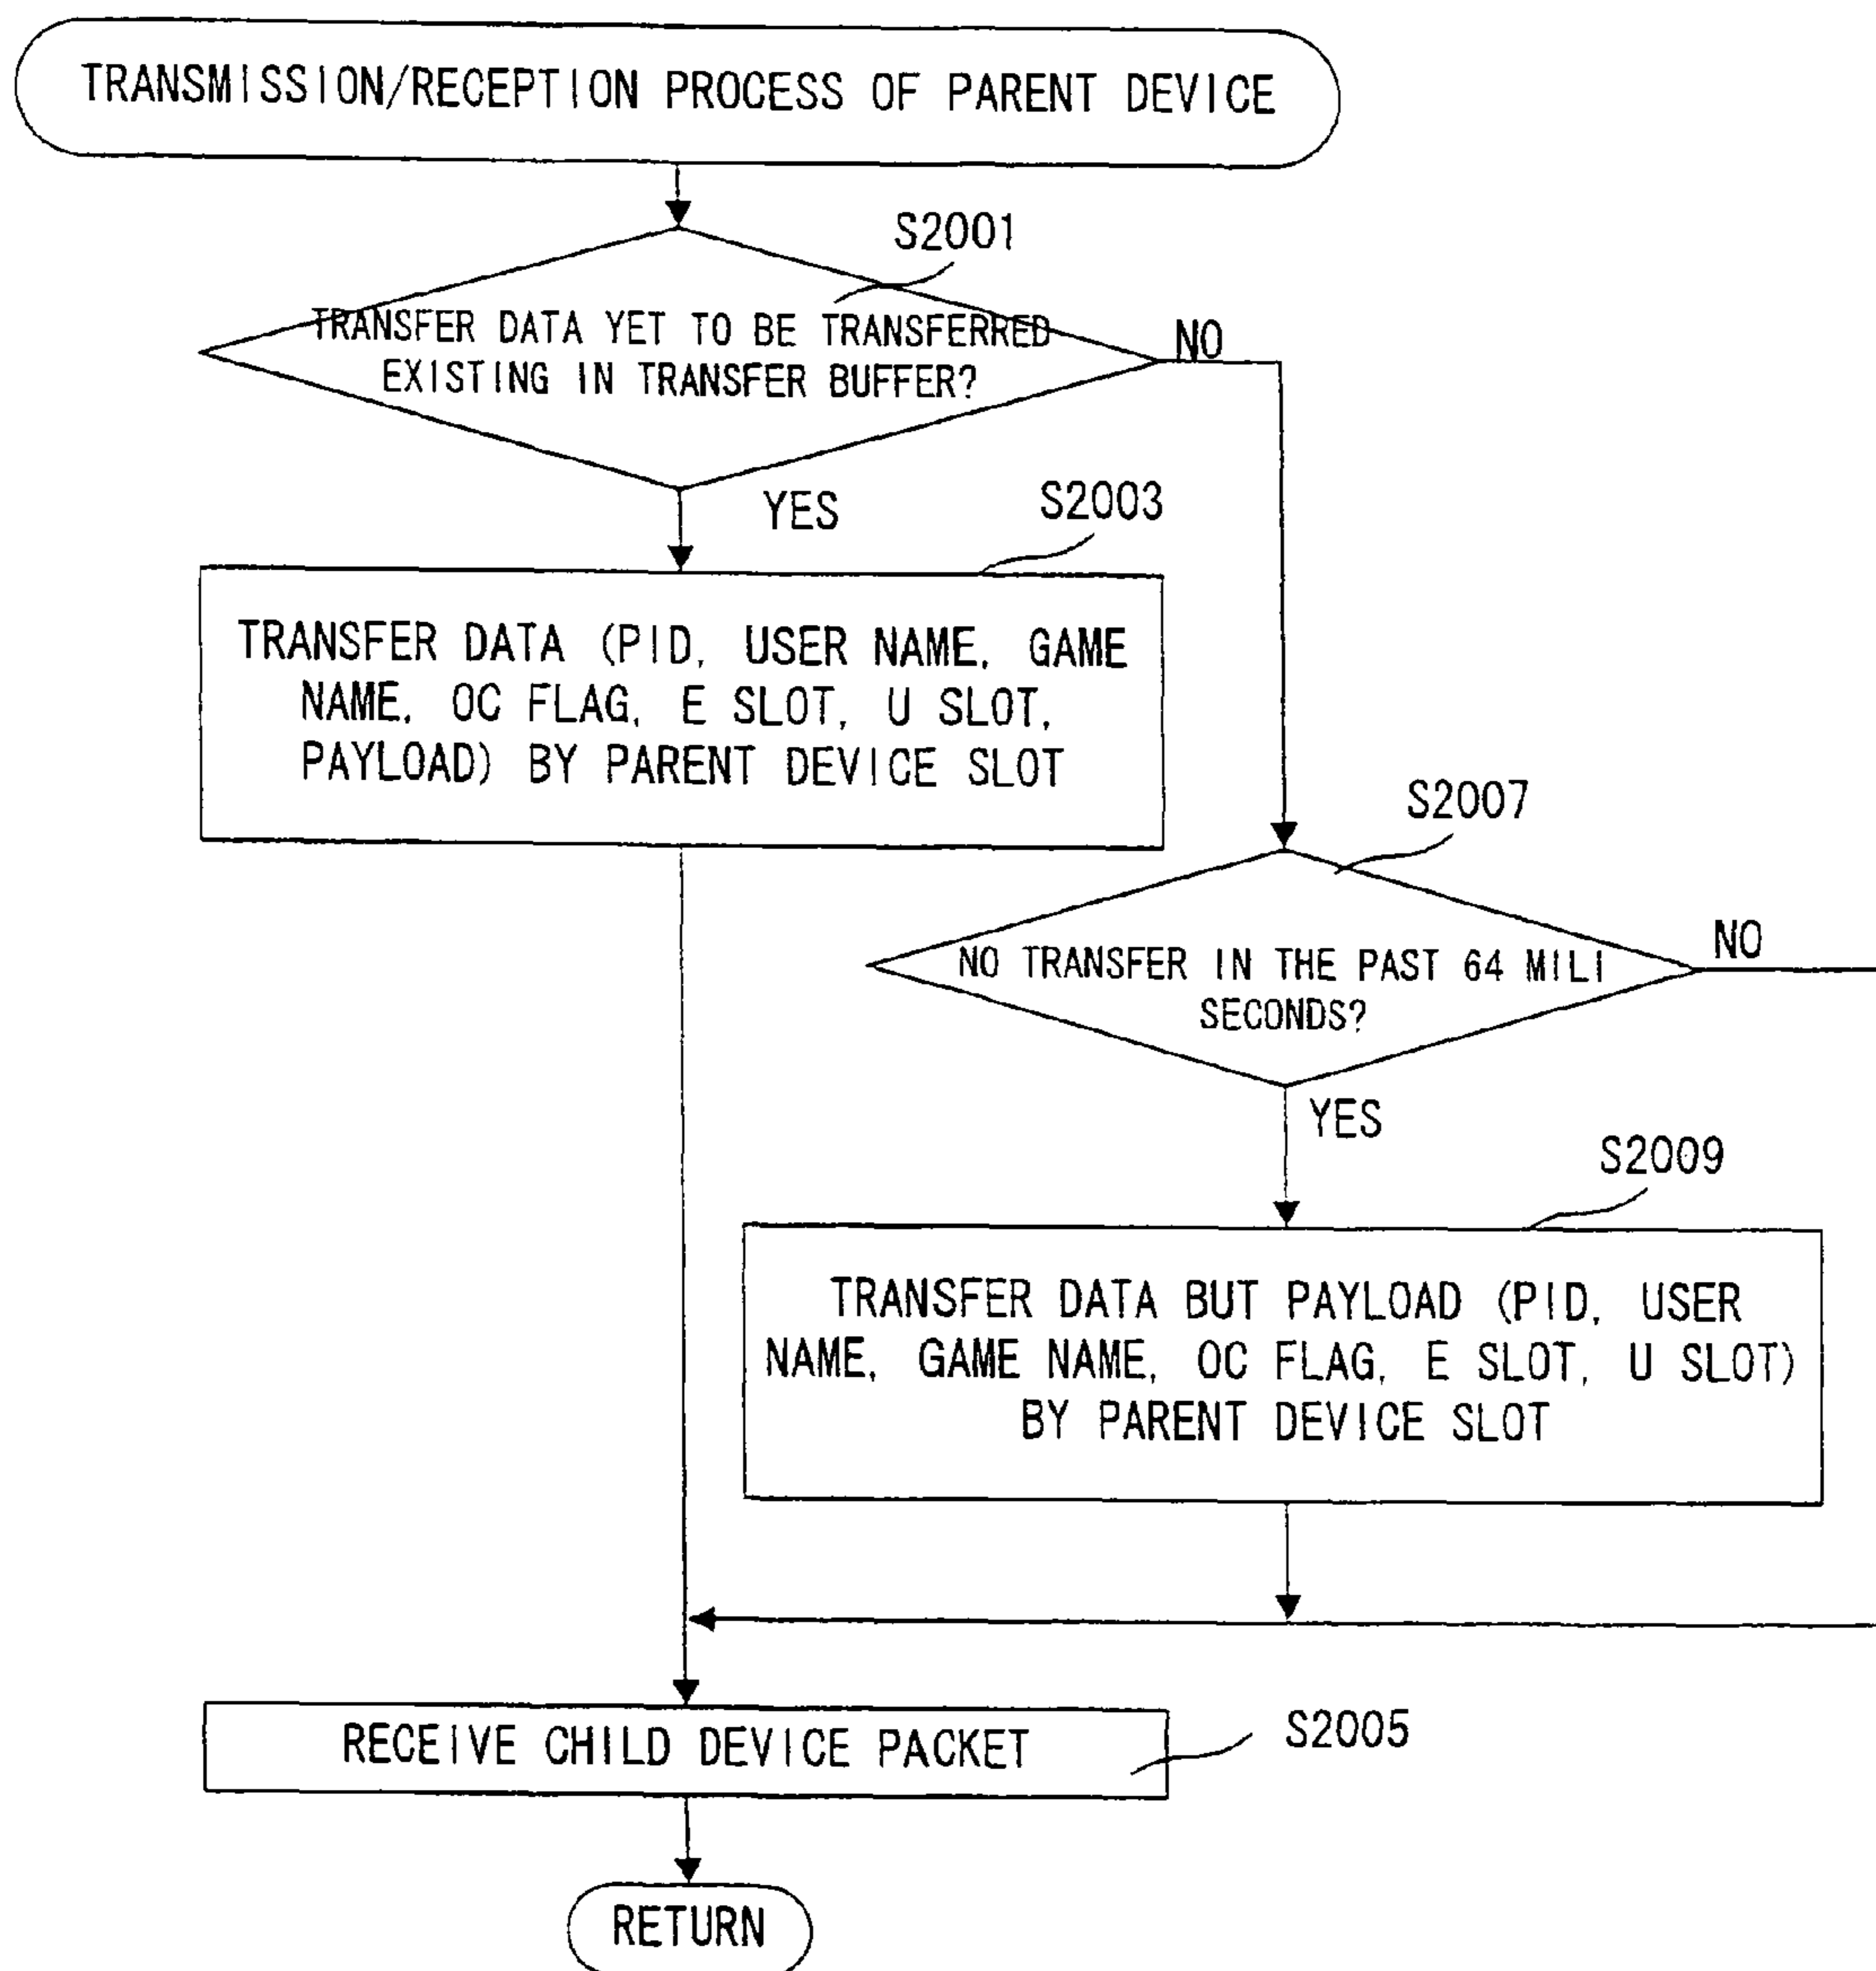 TRANSMISSION/RECEPTION PROCESS OF PARENT DEVICE
S2001
TRANSFER DATA YET TO BE TRANSFERRED
EXISTING IN TRANSFER BUFFER?
NO
YES
S2003
TRANSFER DATA (PID, USER NAME, GAME
NAME, OC FLAG, E SLOT, U SLOT,
PAYLOAD) BY PARENT DEVICE SLOT
S2007
NO TRANSFER IN THE PAST 64 MILI
SECONDS?
NO
YES
S2009
TRANSFER DATA BUT PAYLOAD (PID, USER
NAME, GAME NAME, OC FLAG, E SLOT, U SLOT)
BY PARENT DEVICE SLOT
RECEIVE CHILD DEVICE PACKET
S2005
RETURN